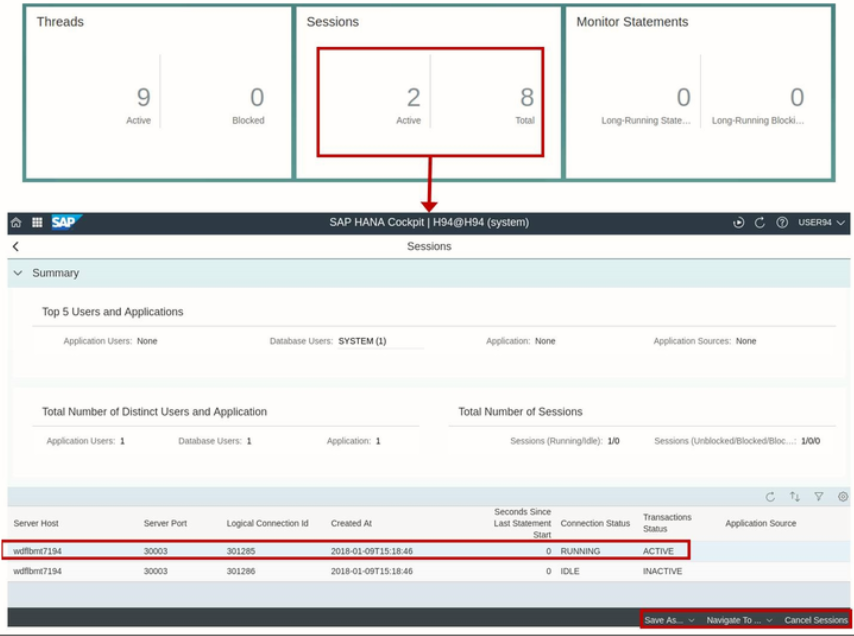 Threads Sessions Monitor Statements
9 0 2 8 0 0
Active Blocked Active Total Long-Running State... Long-Running Blocki...
SAP SAP HANA Cockpit | H94@H94 (system) USER94
Sessions
Summary
Top 5 Users and Applications
Application Users: None Database Users: SYSTEM (1) Application: None Application Sources: None
Total Number of Distinct Users and Application Total Number of Sessions
Application Users: 1 Database Users: 1 Application: 1 Sessions (Running/Idle): 1/0 Sessions (Unblocked/Blocked/Bloc...: 1/0/0
Server Host Server Port Logical Connection Id Created At Seconds Since Last Statement Start Connection Status Transactions Status Application Source
wdflbmt7194 30003 301285 2018-01-09T15:18:46 0 RUNNING ACTIVE
wdflbmt7194 30003 301286 2018-01-09T15:18:46 0 IDLE INACTIVE
Save As... Navigate To ... Cancel Sessions